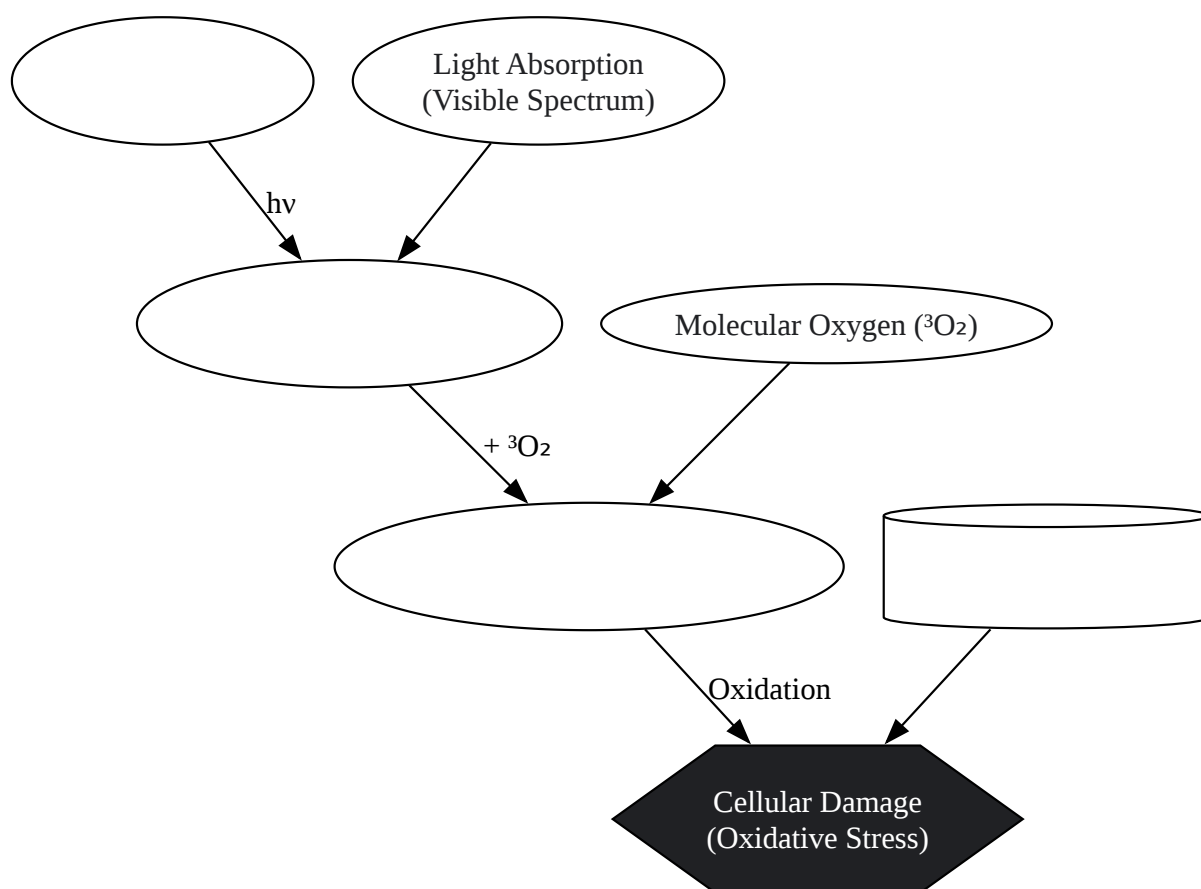 Light Absorption
(Visible Spectrum)
hν
Molecular Oxygen (³O₂)
+ ³O₂
Oxidation
Cellular Damage
(Oxidative Stress)